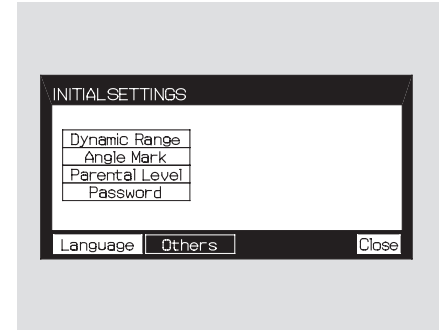 INITIALSETTINGS
Dynamic Range
Angle Mark
Parental Level
Password
Language Others Close